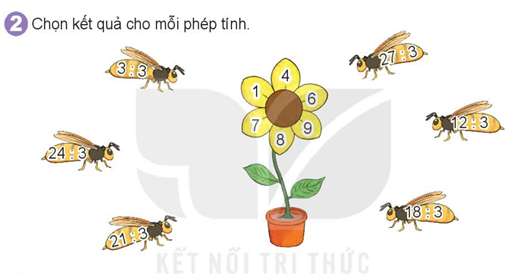 2 Chọn kết quả cho mỗi phép tính.
3 : 3
27 : 3
4
1
6
24 : 3
12 : 3
7
9
8
21 : 3
18 : 3
KẾT NỐI TRI THỨC